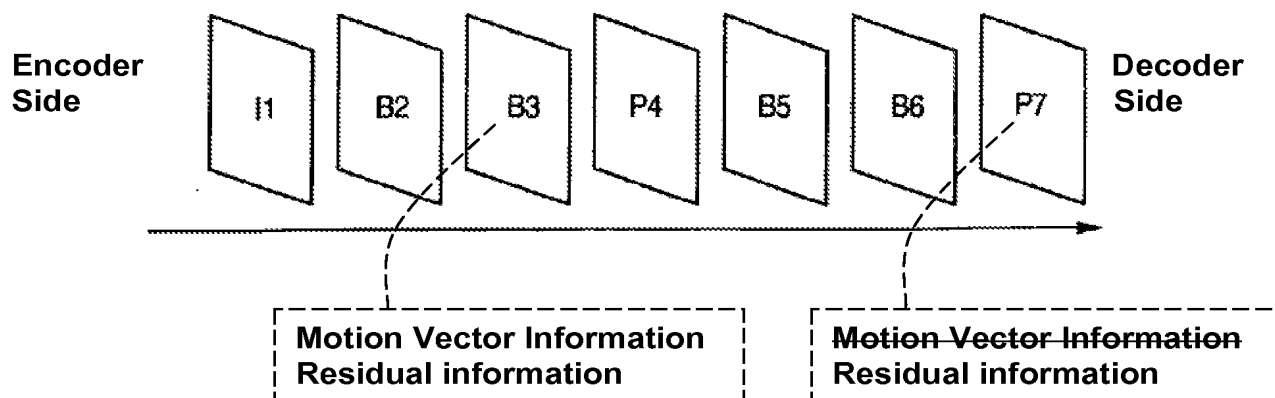 Encoder
Side
I1
B2
B3
P4
B5
B6
P7
Decoder
Side
Motion Vector Information
Residual information
Motion Vector Information
Residual information